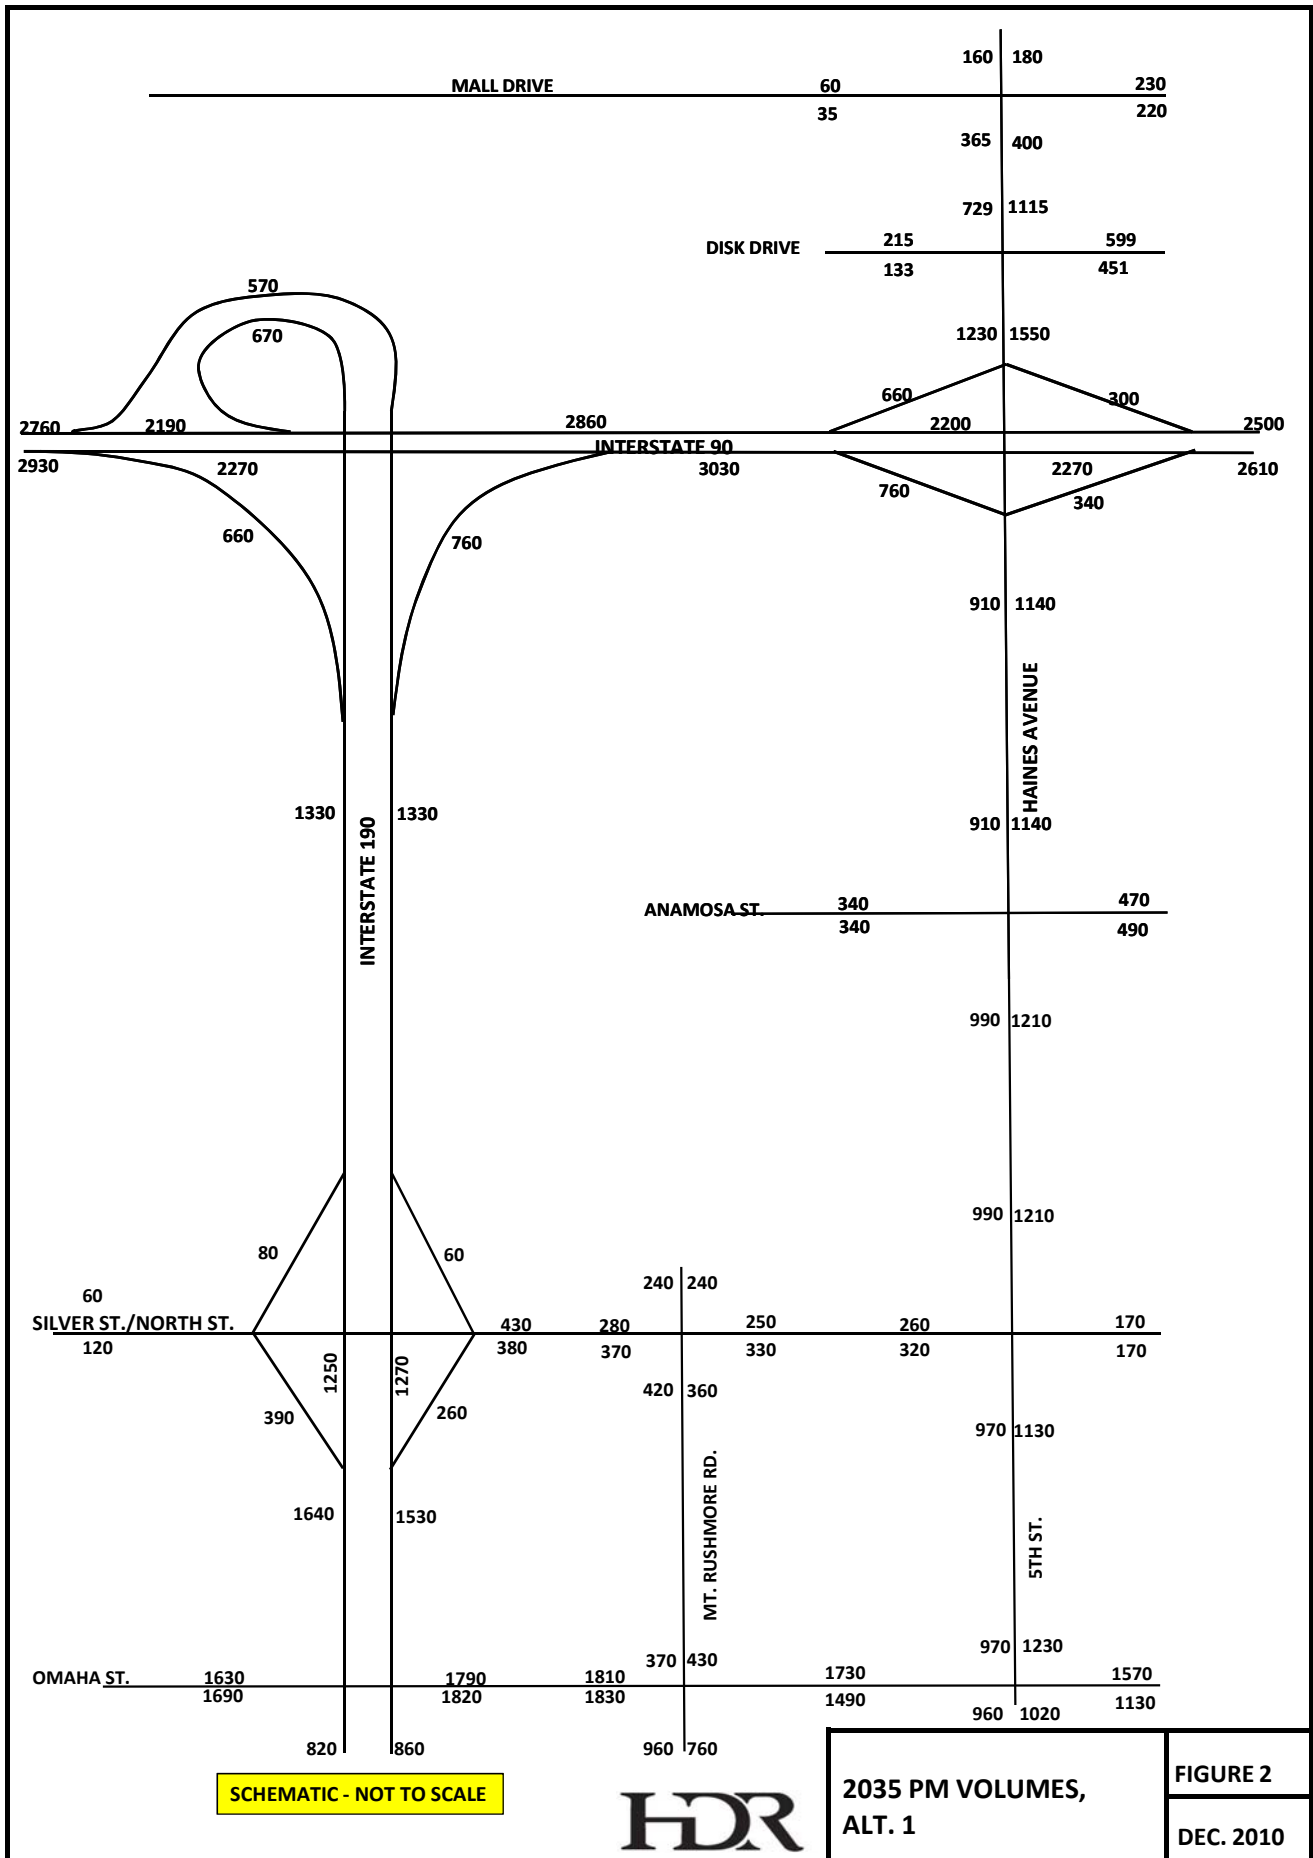 160 180
MALL DRIVE 60 230
35 220
365 400
729 1115
DISK DRIVE 215 599
133 451
570
670
1230 1550
660 300
2760 2190 2860 2200 2500
INTERSTATE 90
2930 2270 3030 2270 2610
760 340
660 760
910 1140
HAINES AVENUE
1330 1330
910 1140
INTERSTATE 190
ANAMOSA ST. 340 470
340 490
990 1210
990 1210
80 60
240 240
60
SILVER ST./NORTH ST. 430 280 250 260 170
120 380 370 330 320 170
1250 1270
420 360
390 260
970 1130
MT. RUSHMORE RD.
1640 1530
5TH ST.
970 1230
370 430
OMAHA ST. 1630 1790 1810 1730 1570
1690 1820 1830 1490 1130
960 1020
820 860 960 760
SCHEMATIC - NOT TO SCALE
HDR
2035 PM VOLUMES,
ALT. 1
FIGURE 2
DEC. 2010